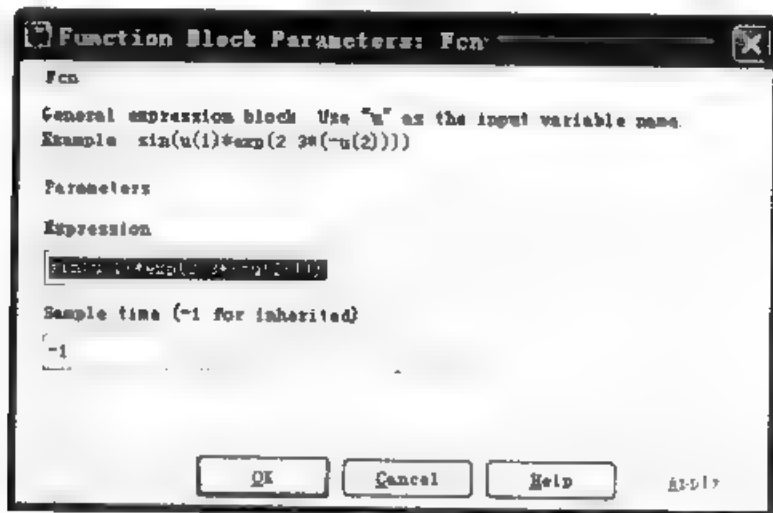 Function Block Parameters: Fcn
Fcn
General expression block Use "u" as the input variable name
Example sin(u(1)*exp(2 3*(-u(2))))
Parameters
Expression
Sample time (-1 for inherited)
-1
OK
Cancel
Help
Apply